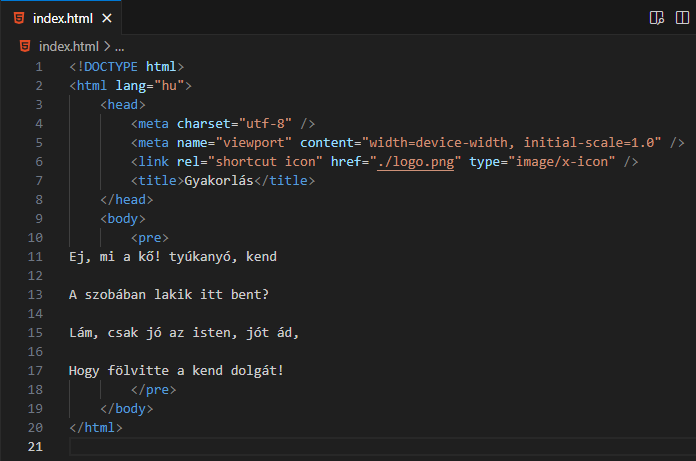 index.html
index.html > ...
1 <!DOCTYPE html>
2 <html lang="hu">
3 <head>
4 <meta charset="utf-8" />
5 <meta name="viewport" content="width=device-width, initial-scale=1.0" />
6 <link rel="shortcut icon" href="./logo.png" type="image/x-icon" />
7 <title>Gyakorlás</title>
8 </head>
9 <body>
10 <pre>
11 Ej, mi a kő! tyúkanyó, kend
12
13 A szobában lakik itt bent?
14
15 Lám, csak jó az isten, jót ád,
16
17 Hogy fölvitte a kend dolgát!
18 </pre>
19 </body>
20 </html>
21